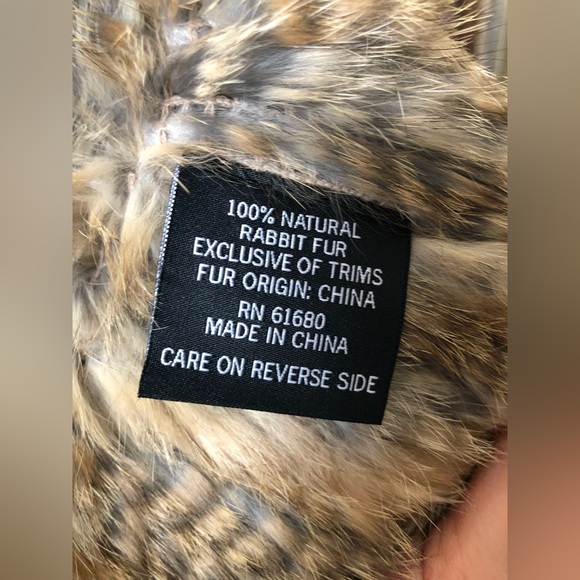 100% NATURAL
RABBIT FUR
EXCLUSIVE OF TRIMS
FUR ORIGIN: CHINA
RN 61680
MADE IN CHINA
CARE ON REVERSE SIDE